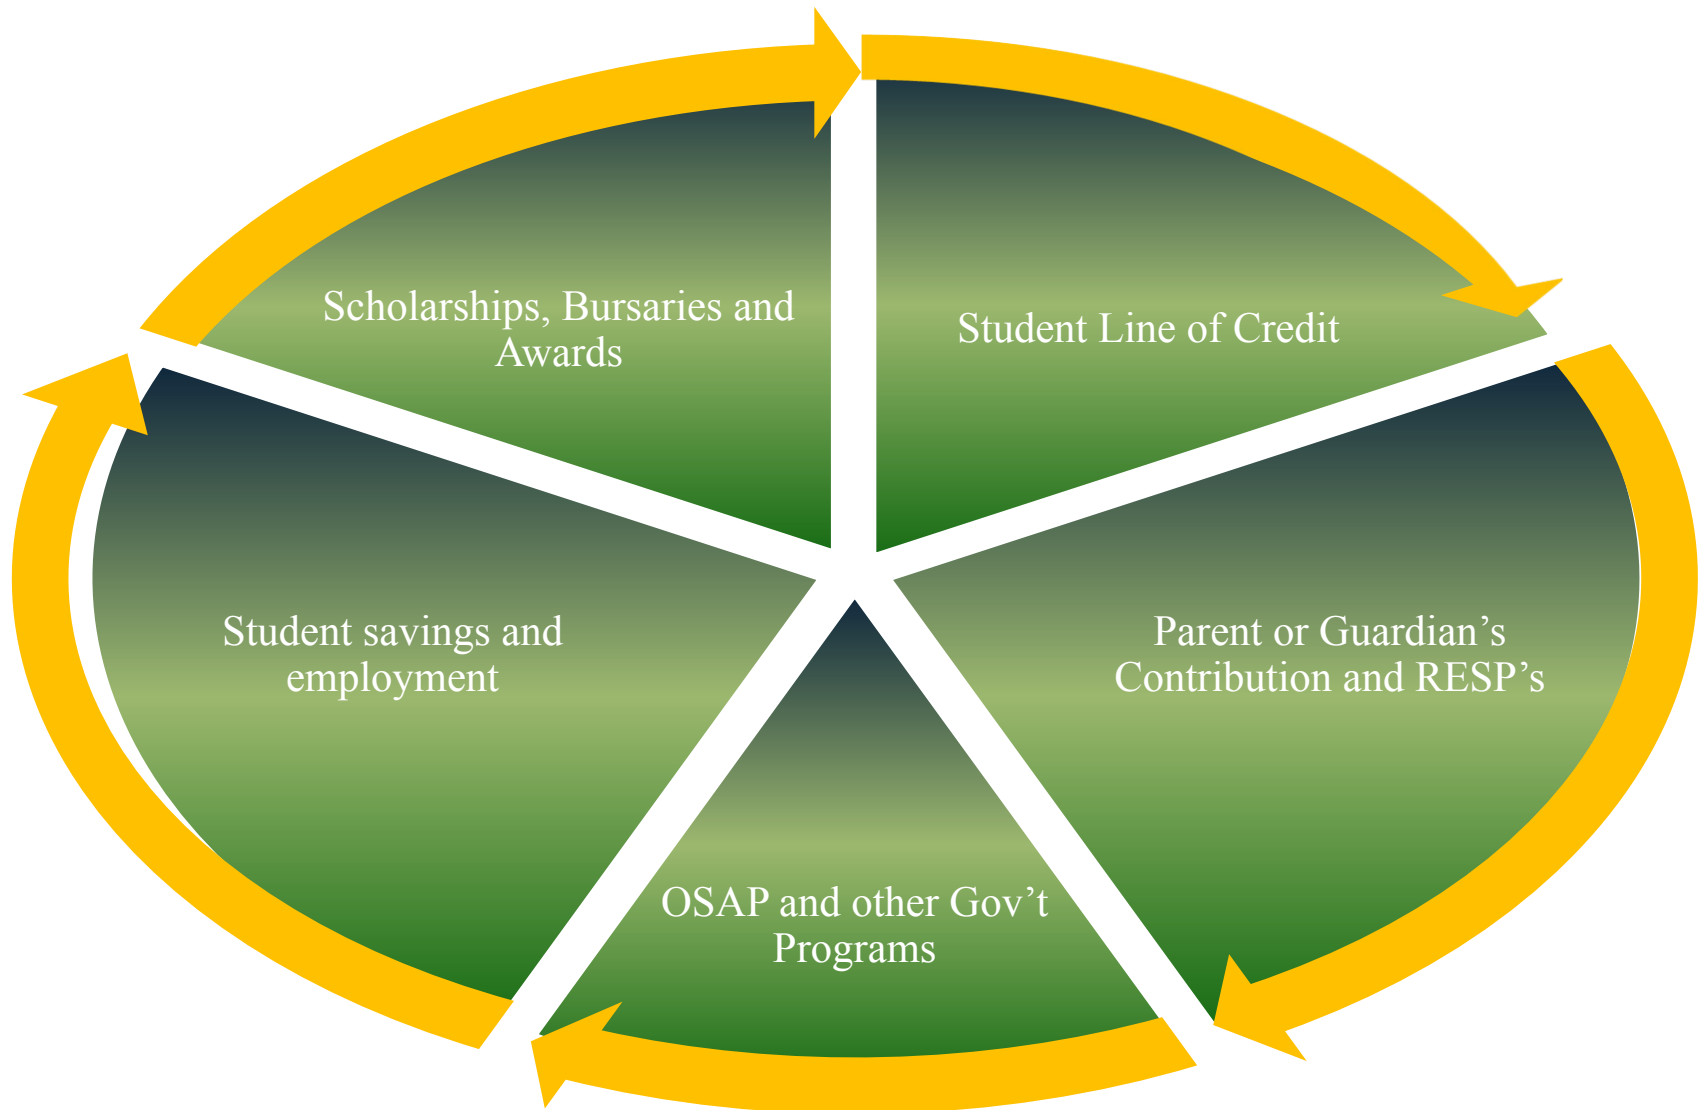 Scholarships, Bursaries and
Awards
Student Line of Credit
Student savings and
employment
Parent or Guardian’s
Contribution and RESP’s
OSAP and other Gov’t
Programs